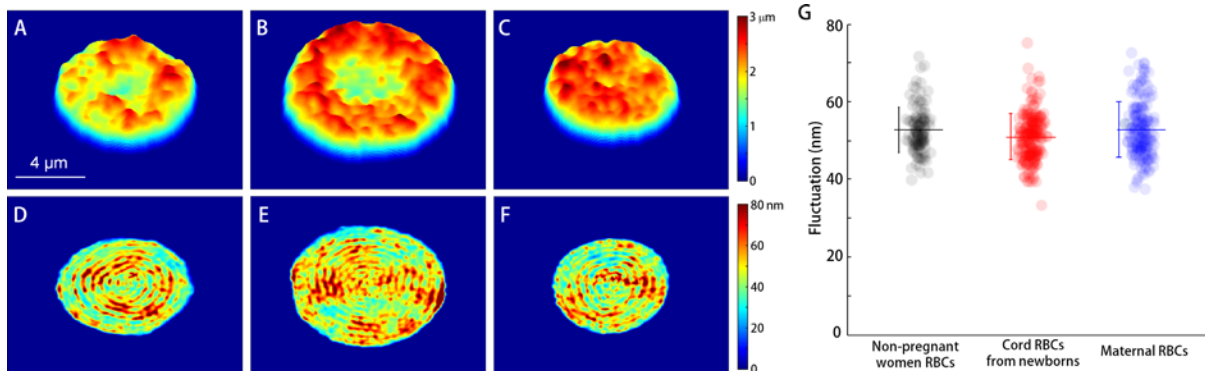 A
B
C
3 μm
2
1
0
4 μm
D
E
F
80 nm
60
40
20
0
G
80
60
40
20
0
Fluctuation (nm)
Non-pregnant
women RBCs
Cord RBCs
from newborns
Maternal RBCs